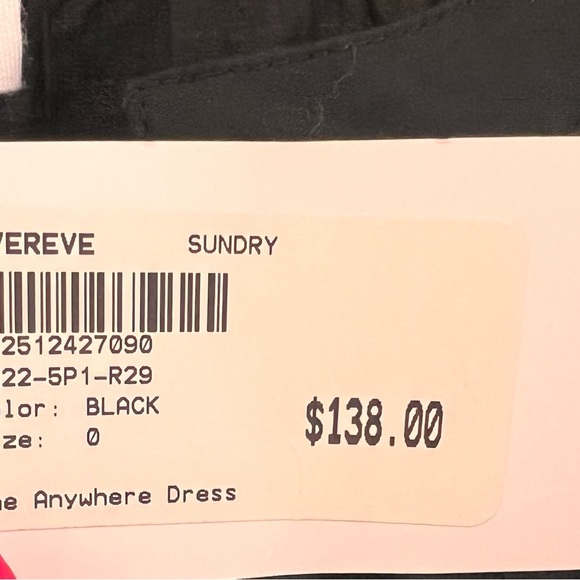 VEREVE SUNDRY
2512427090
22-5P1-R29
lor: BLACK
ze: 0
$138.00
e Anywhere Dress